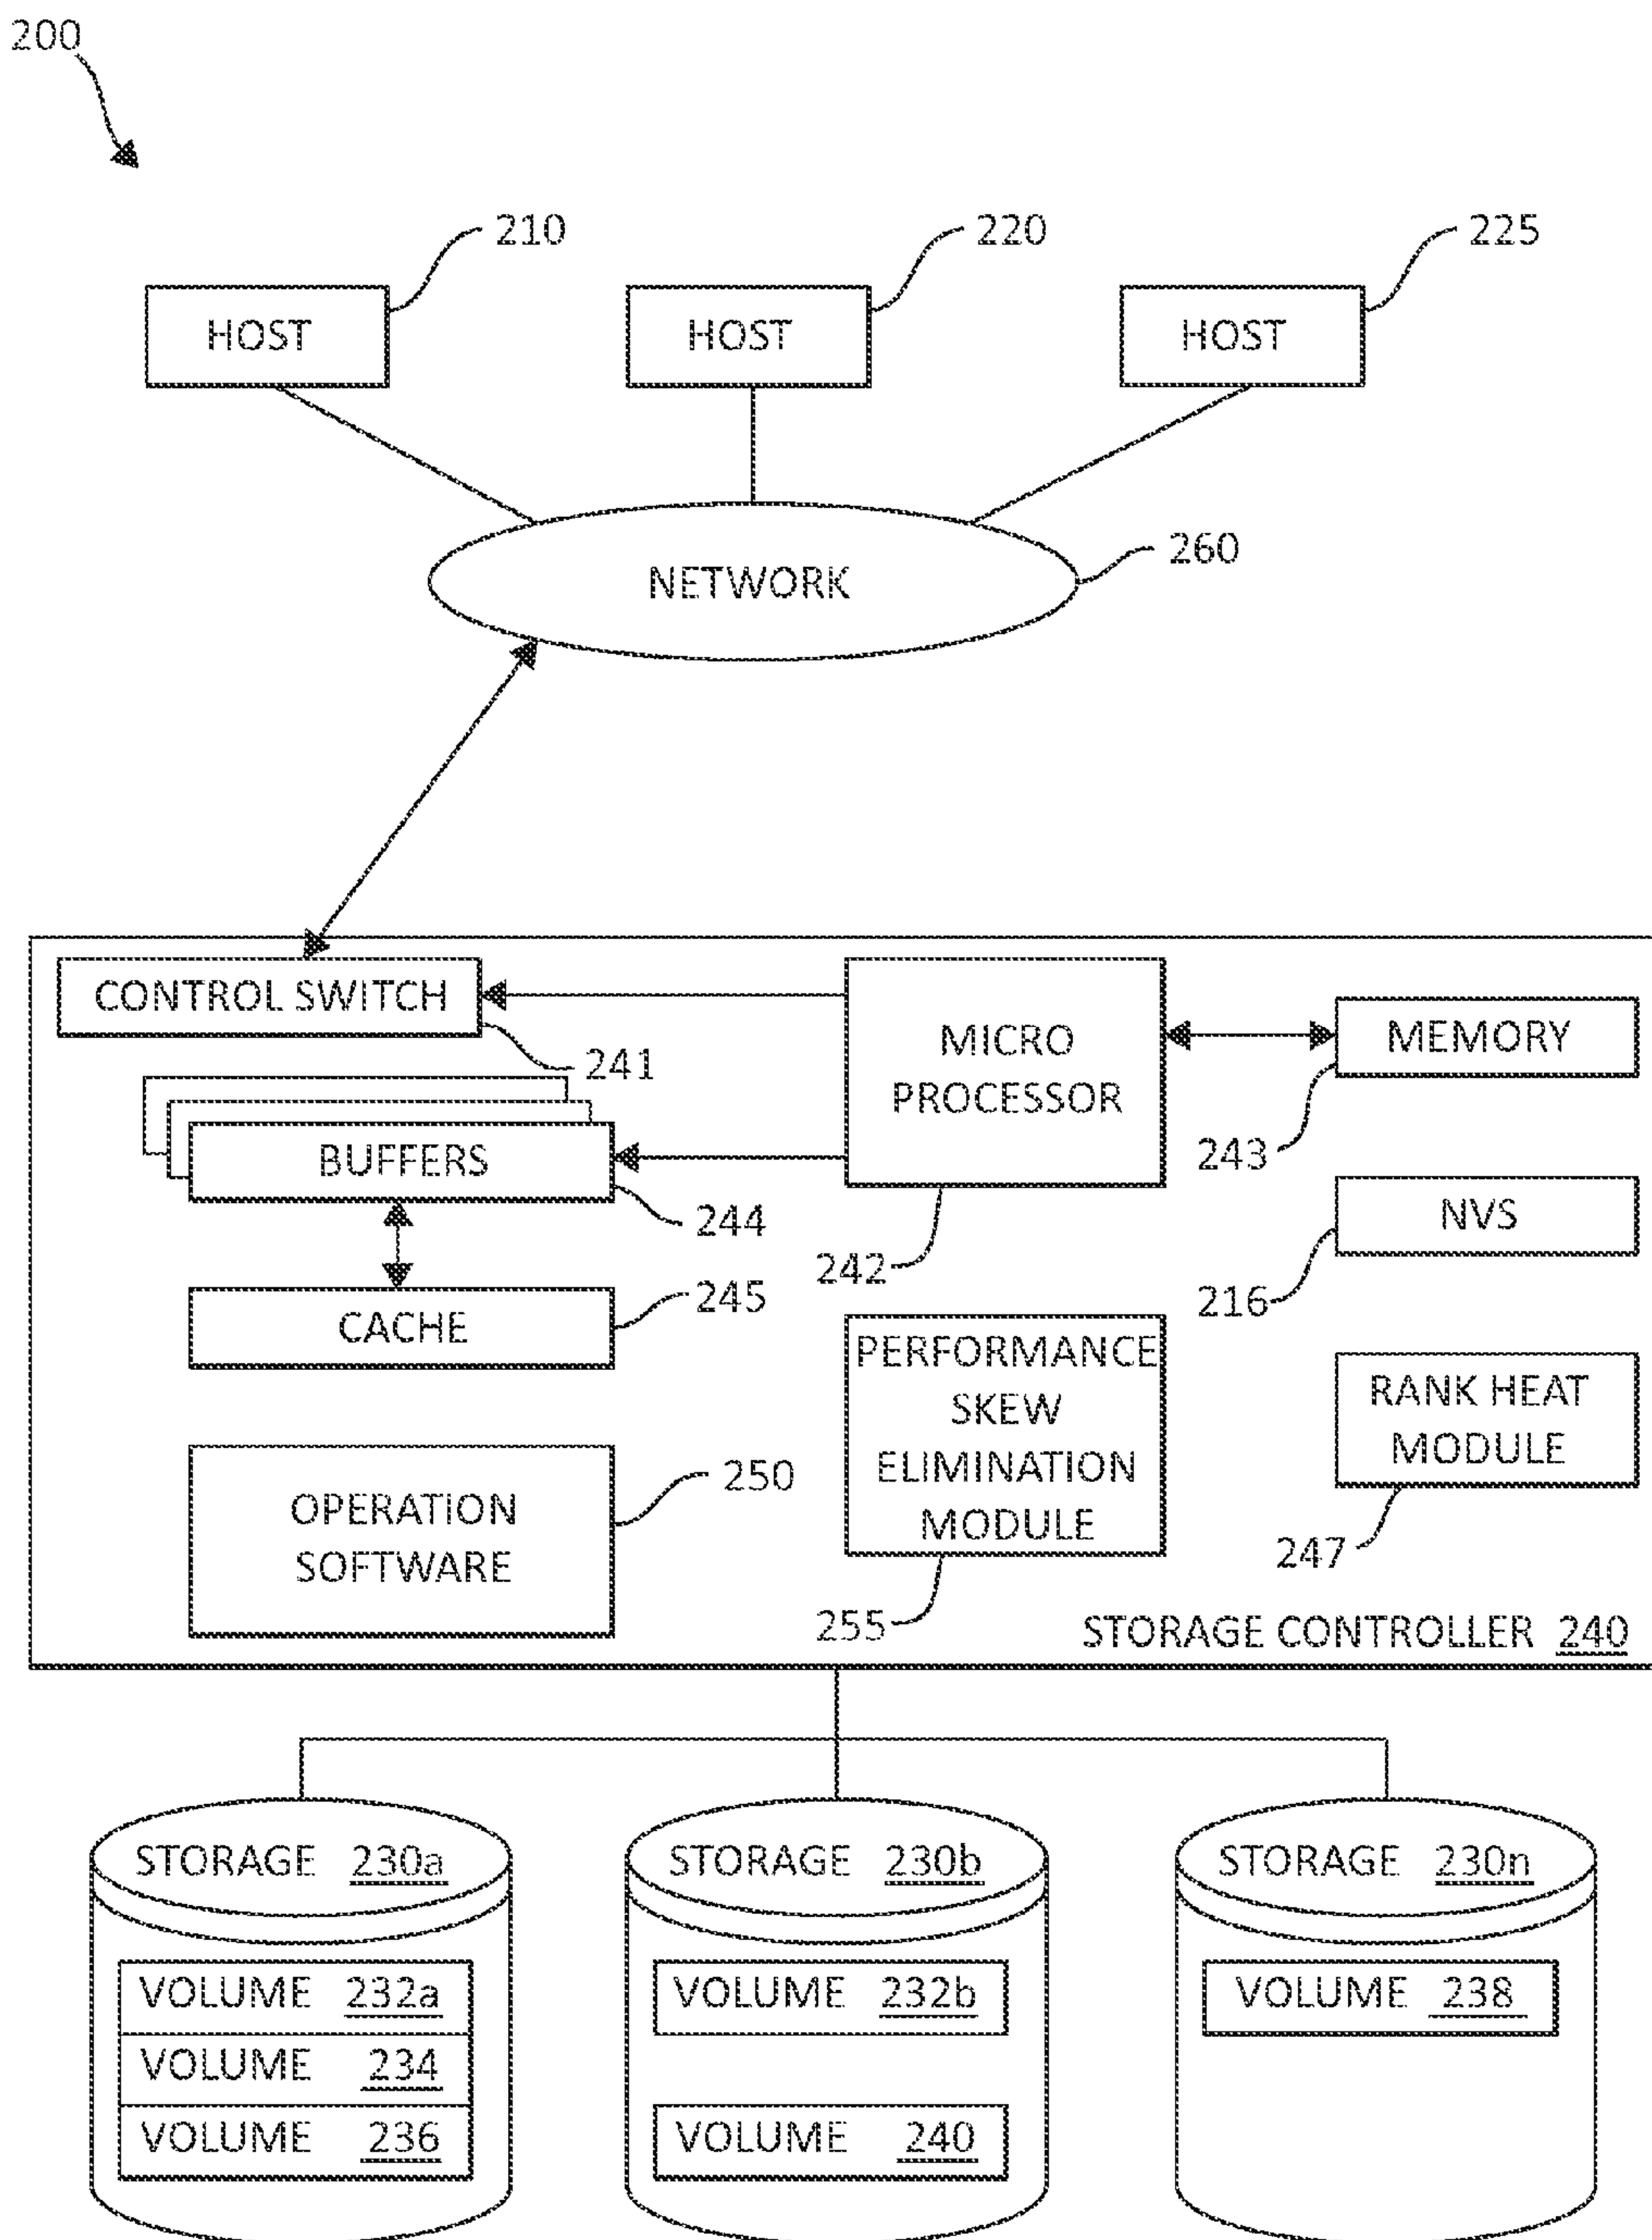 200
210
220
225
HOST
HOST
HOST
260
NETWORK
CONTROL SWITCH
241
MICRO
PROCESSOR
MEMORY
243
BUFFERS
244
242
NVS
216
CACHE
245
PERFORMANCE
SKEW
ELIMINATION
MODULE
RANK HEAT
MODULE
247
OPERATION
SOFTWARE
250
255
STORAGE CONTROLLER 240
STORAGE 230a
VOLUME 232a
VOLUME 234
VOLUME 236
STORAGE 230b
VOLUME 232b
VOLUME 240
STORAGE 230n
VOLUME 238